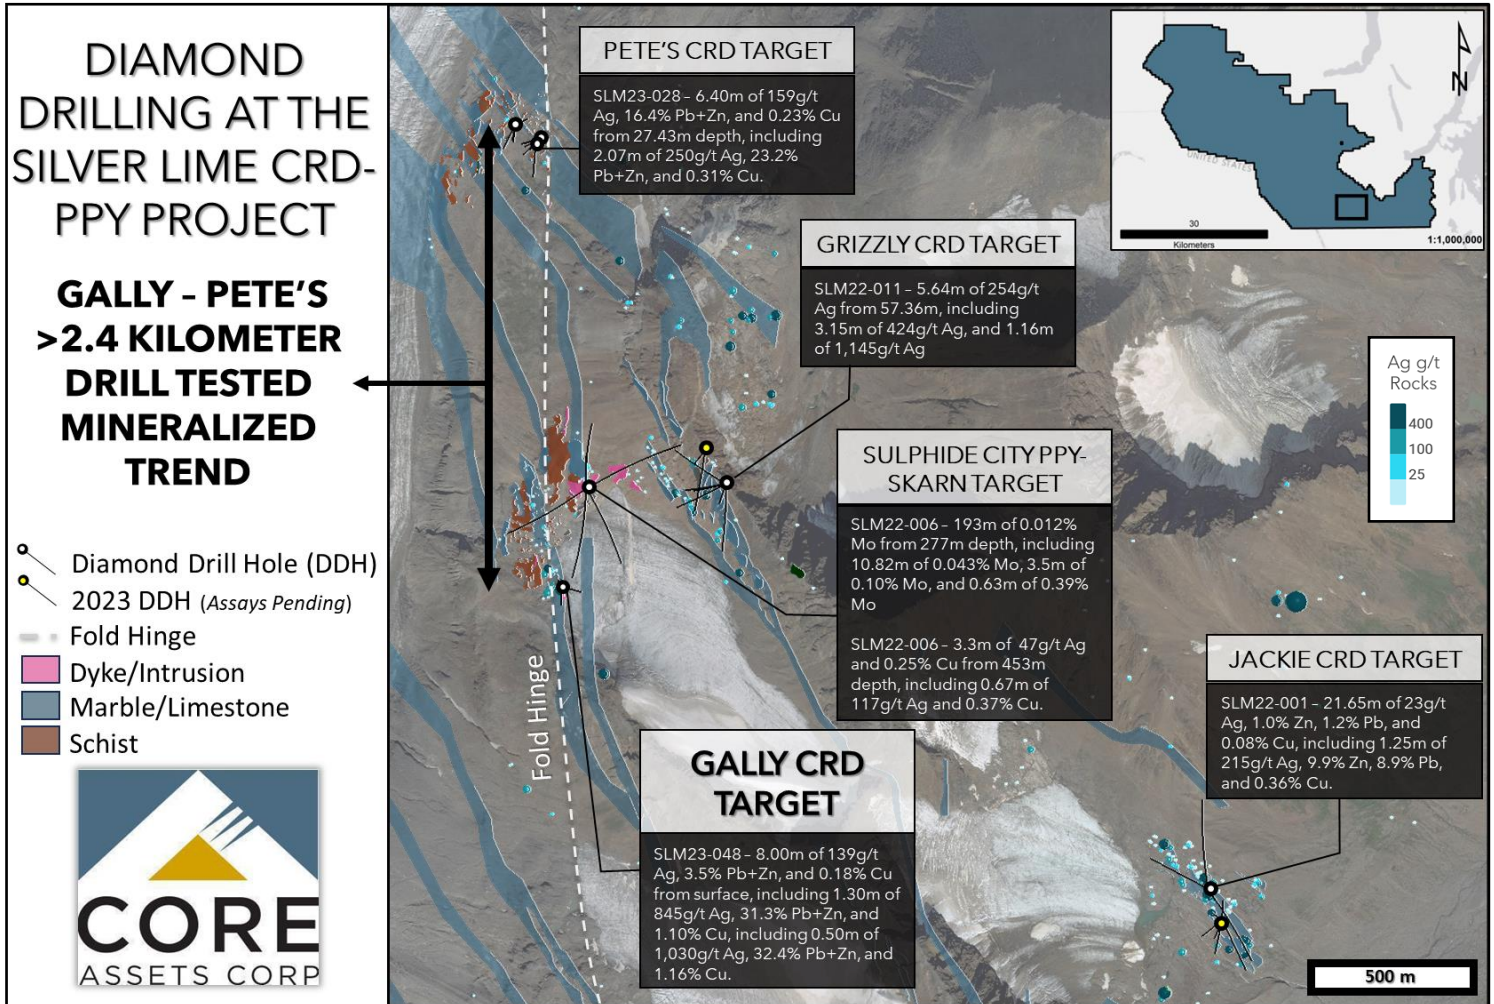 DIAMOND
DRILLING AT THE
SILVER LIME CRD-
PPY PROJECT
GALLY – PETE'S
>2.4 KILOMETER
DRILL TESTED
MINERALIZED
TREND
Diamond Drill Hole (DDH)
2023 DDH (Assays Pending)
Fold Hinge
Dyke/Intrusion
Marble/Limestone
Schist
CORE
ASSETS CORP
PETE'S CRD TARGET
SLM23-028 – 6.40m of 159g/t
Ag, 16.4% Pb+Zn, and 0.23% Cu
from 27.43m depth, including
2.07m of 250g/t Ag, 23.2%
Pb+Zn, and 0.31% Cu.
GRIZZLY CRD TARGET
SLM22-011 – 5.64m of 254g/t
Ag from 57.36m, including
3.15m of 424g/t Ag, and 1.16m
of 1,145g/t Ag
SULPHIDE CITY PPY-
SKARN TARGET
SLM22-006 – 193m of 0.012%
Mo from 277m depth, including
10.82m of 0.043% Mo, 3.5m of
0.10% Mo, and 0.63m of 0.39%
Mo
SLM22-006 – 3.3m of 47g/t Ag
and 0.25% Cu from 453m
depth, including 0.67m of
117g/t Ag and 0.37% Cu.
Fold Hinge
GALLY CRD
TARGET
SLM23-048 – 8.00m of 139g/t
Ag, 3.5% Pb+Zn, and 0.18% Cu
from surface, including 1.30m of
845g/t Ag, 31.3% Pb+Zn, and
1.10% Cu, including 0.50m of
1,030g/t Ag, 32.4% Pb+Zn, and
1.16% Cu.
JACKIE CRD TARGET
SLM22-001 – 21.65m of 23g/t
Ag, 1.0% Zn, 1.2% Pb, and
0.08% Cu, including 1.25m of
215g/t Ag, 9.9% Zn, 8.9% Pb,
and 0.36% Cu.
UNITED STATES
N
30
Kilometers
1:1,000,000
Ag g/t
Rocks
400
100
25
500 m